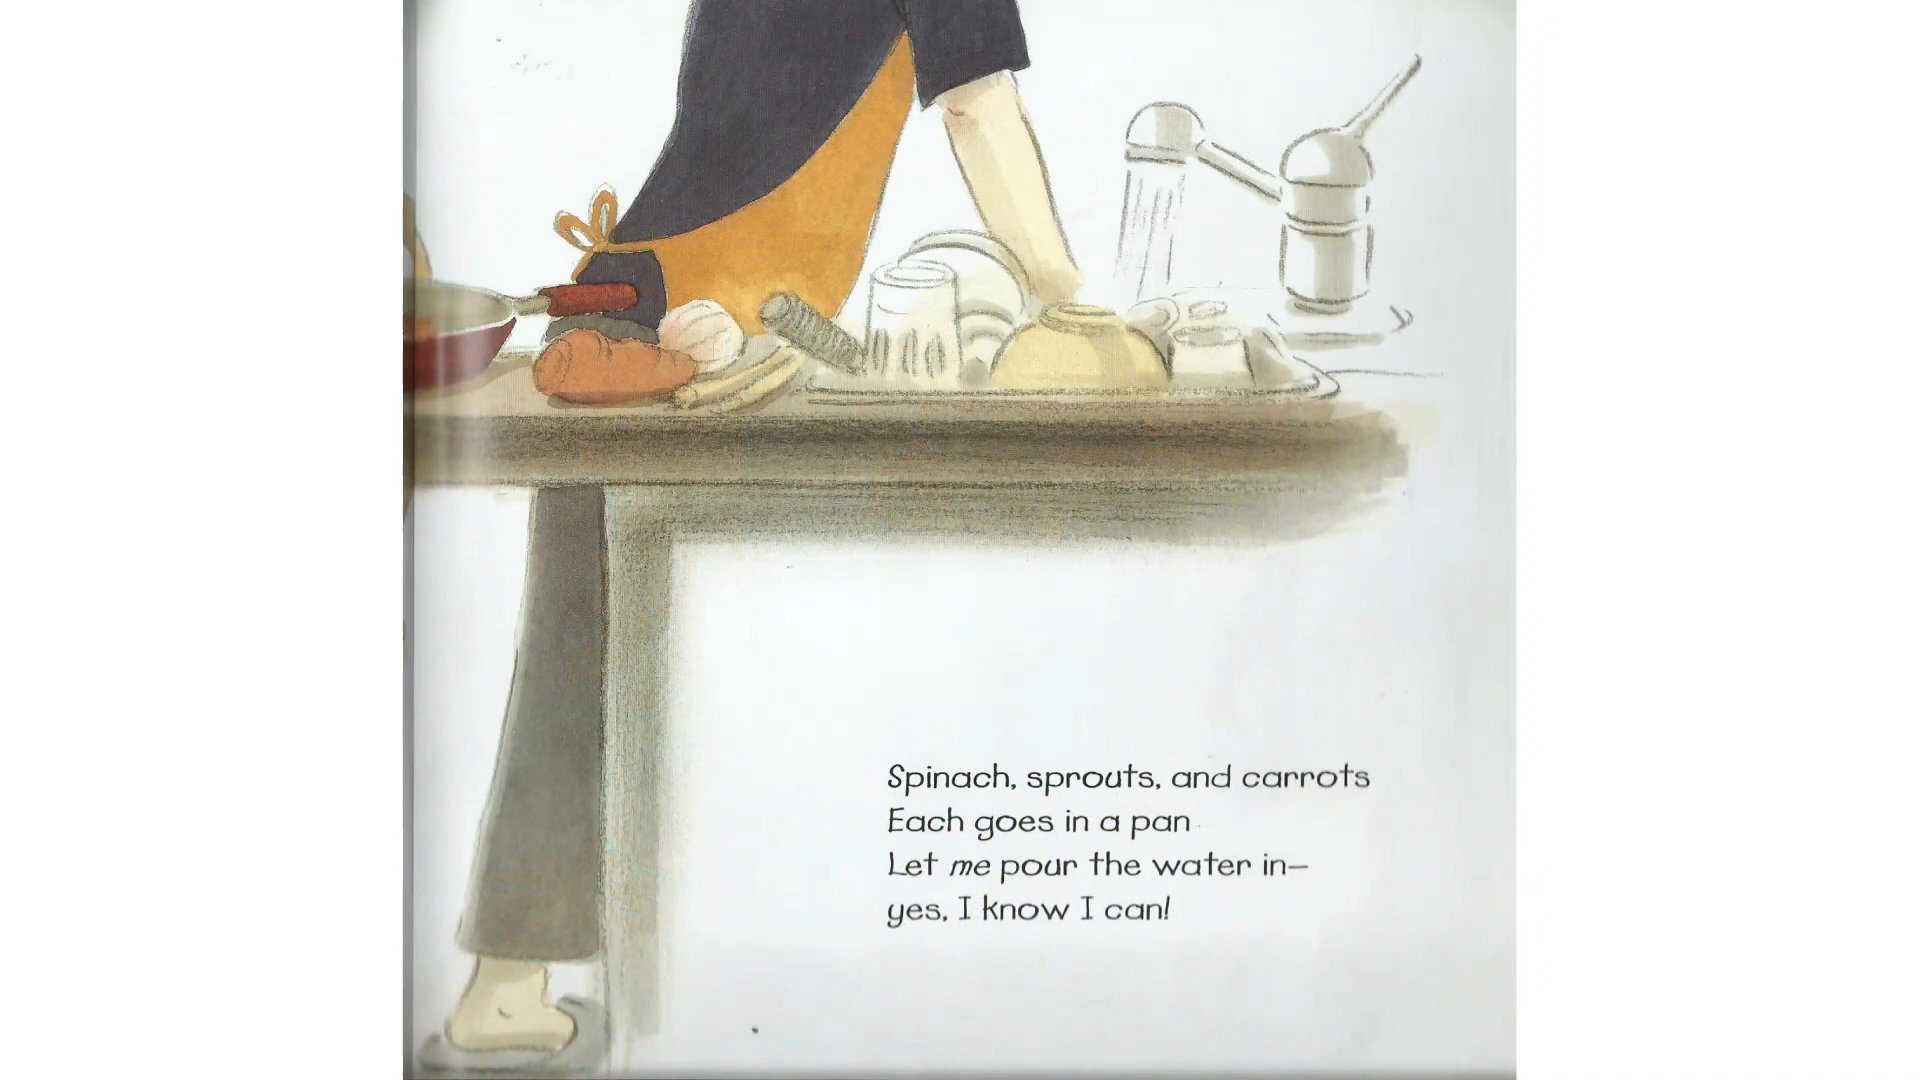 Spinach, sprouts, and carrots
Each goes in a pan
Let me pour the water in—
yes, I know I can!